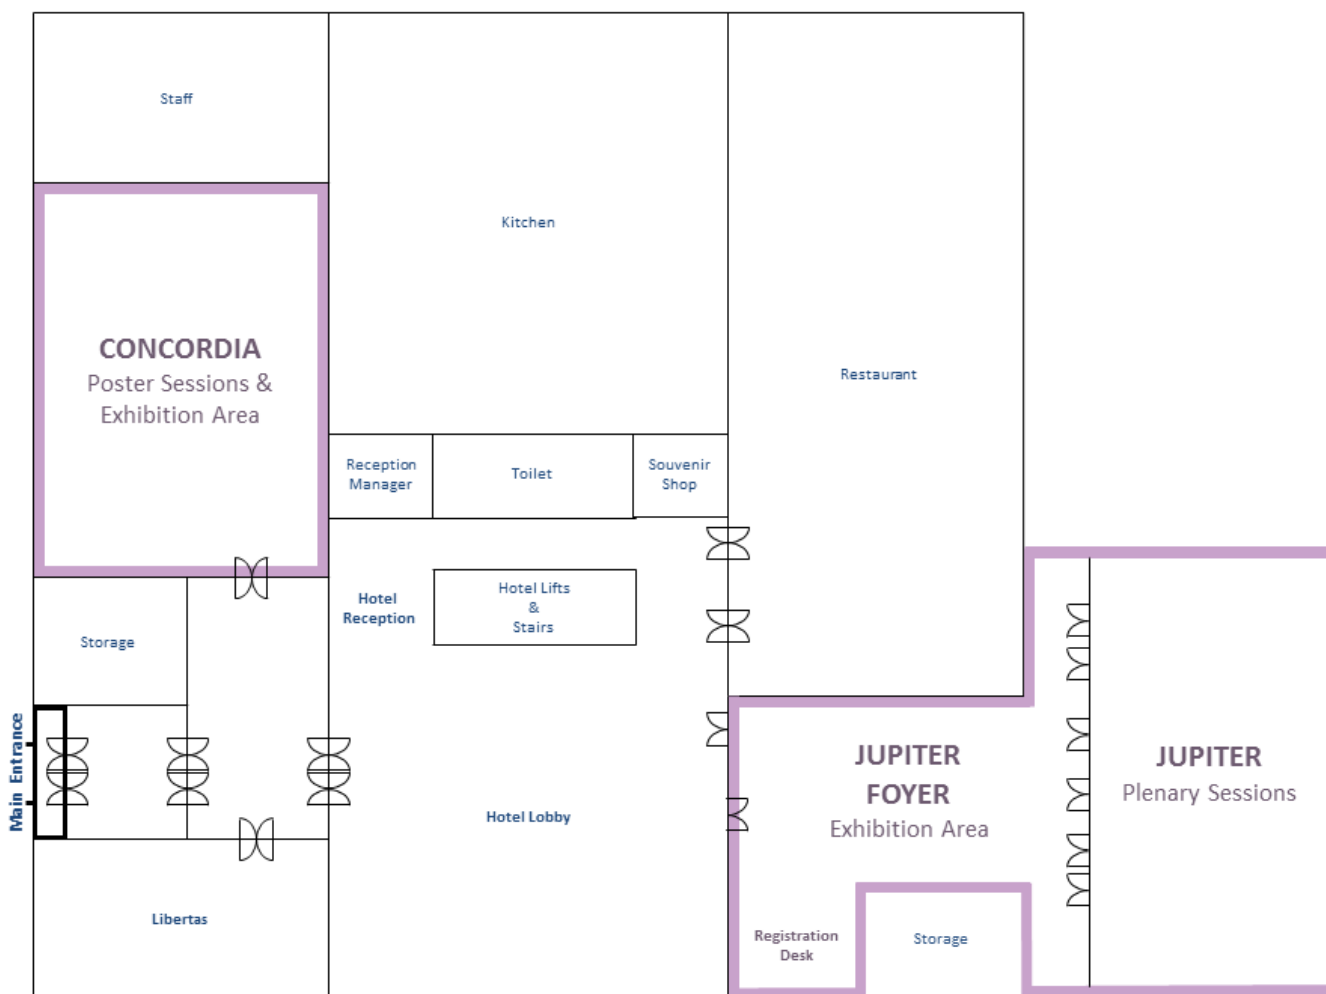 Staff
Kitchen
CONCORDIA
Poster Sessions &
Exhibition Area
Restaurant
Reception
Manager
Toilet
Souvenir
Shop
Hotel
Reception
Hotel Lifts
&
Stairs
Storage
Main Entrance
Hotel Lobby
JUPITER
FOYER
Exhibition Area
JUPITER
Plenary Sessions
Libertas
Registration
Desk
Storage